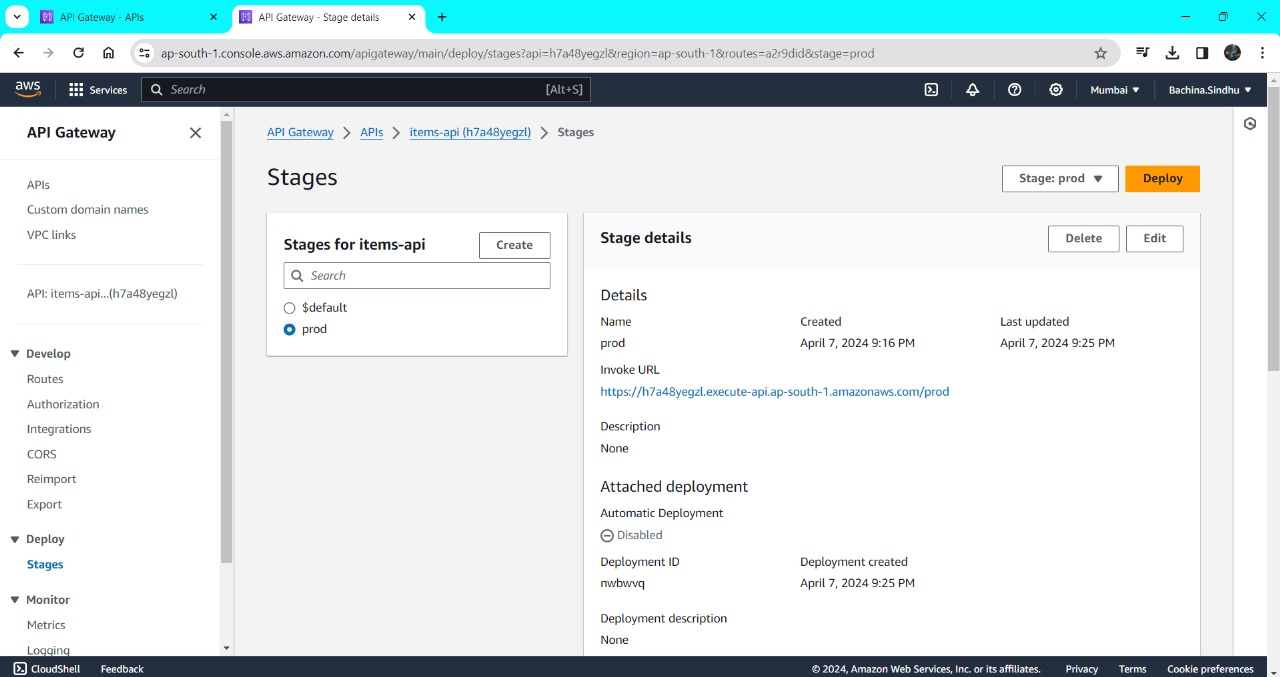 API Gateway - APIs
API Gateway - Stage details
ap-south-1.console.aws.amazon.com/apigateway/main/deploy/stages?api=h7a48yegzl&region=ap-south-1&routes=a2r9did&stage=prod
aws
Services
Search
[Alt+S]
Mumbai
Bachina.Sindhu
API Gateway
APIs
Custom domain names
VPC links
API: items-api...(h7a48yegzl)
Develop
Routes
Authorization
Integrations
CORS
Reimport
Export
Deploy
Stages
Monitor
Metrics
Logging
API Gateway > APIs > items-api (h7a48yegzl) > Stages
Stages
Stage: prod
Deploy
Stages for items-api
Create
Search
$default
prod
Stage details
Delete
Edit
Details
Name
prod
Created
April 7, 2024 9:16 PM
Last updated
April 7, 2024 9:25 PM
Invoke URL
https://h7a48yegzl.execute-api.ap-south-1.amazonaws.com/prod
Description
None
Attached deployment
Automatic Deployment
Disabled
Deployment ID
nwbwvq
Deployment created
April 7, 2024 9:25 PM
Deployment description
None
CloudShell
Feedback
© 2024, Amazon Web Services, Inc. or its affiliates.
Privacy
Terms
Cookie preferences